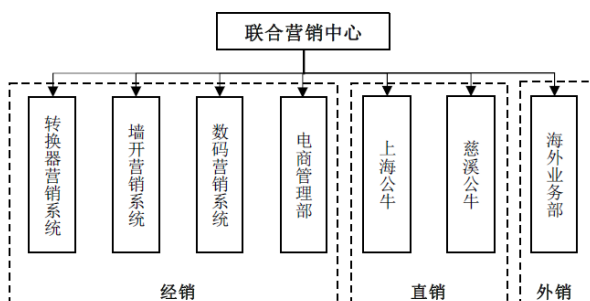 联合营销中心
转换器营销系统
墙开营销系统
数码营销系统
电商管理部
上海公牛
慈溪公牛
海外业务部
经销
直销
外销